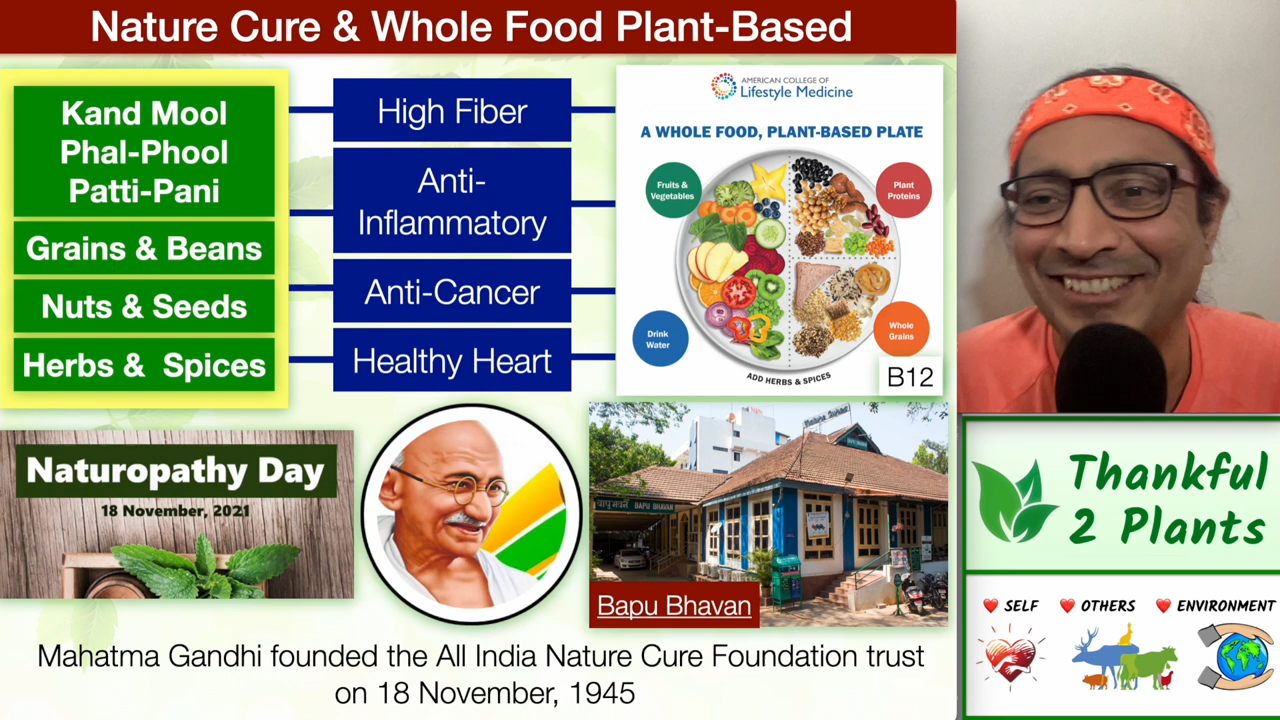 Nature Cure & Whole Food Plant-Based
Kand Mool
Phal-Phool
Patti-Pani
Grains & Beans
Nuts & Seeds
Herbs & Spices
High Fiber
Anti-
Inflammatory
Anti-Cancer
Healthy Heart
AMERICAN COLLEGE OF
Lifestyle Medicine
A WHOLE FOOD, PLANT-BASED PLATE
Fruits &
Vegetables
Plant
Proteins
Drink
Water
Whole
Grains
ADD HERBS & SPICES
B12
Naturopathy Day
18 November, 2021
बापू भवन BAPU BHAVAN
Bapu Bhavan
Mahatma Gandhi founded the All India Nature Cure Foundation trust
on 18 November, 1945
Thankful
2 Plants
SELF
OTHERS
ENVIRONMENT